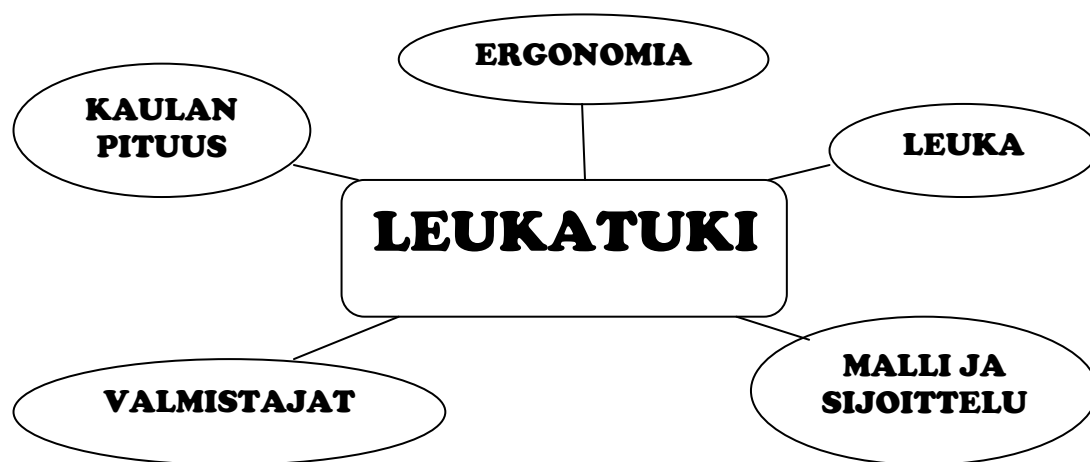 ERGONOMIA
KAULAN
PITUUS
LEUKA
LEUKATUKI
VALMISTAJAT
MALLI JA
SIJOITTELU